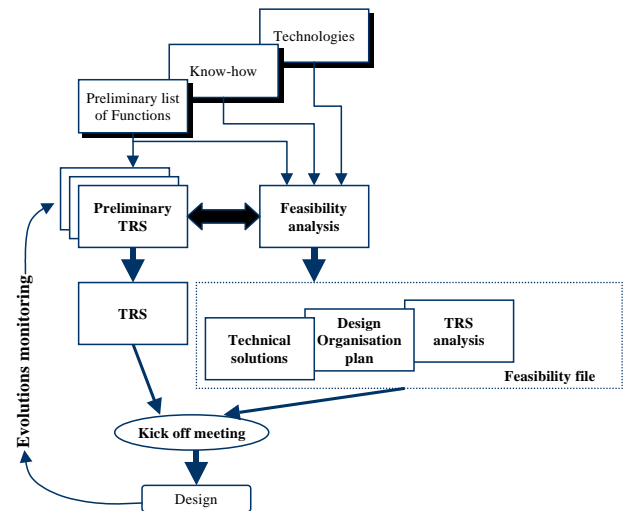 Technologies
Know-how
Preliminary list
of Functions
Preliminary
TRS
Feasibility
analysis
TRS
Technical
solutions
Design
Organisation
plan
TRS
analysis
Feasibility file
Evolutions monitoring
Kick off meeting
Design